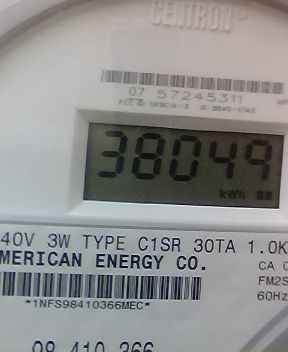 CENTRON®
07 57245311
38049
kWh
40V 3W TYPE C1SR 30TA 1.0K
MERICAN ENERGY CO.
CA 0
FM2S
60Hz
*1NFS98410366MEC*
98 410 366